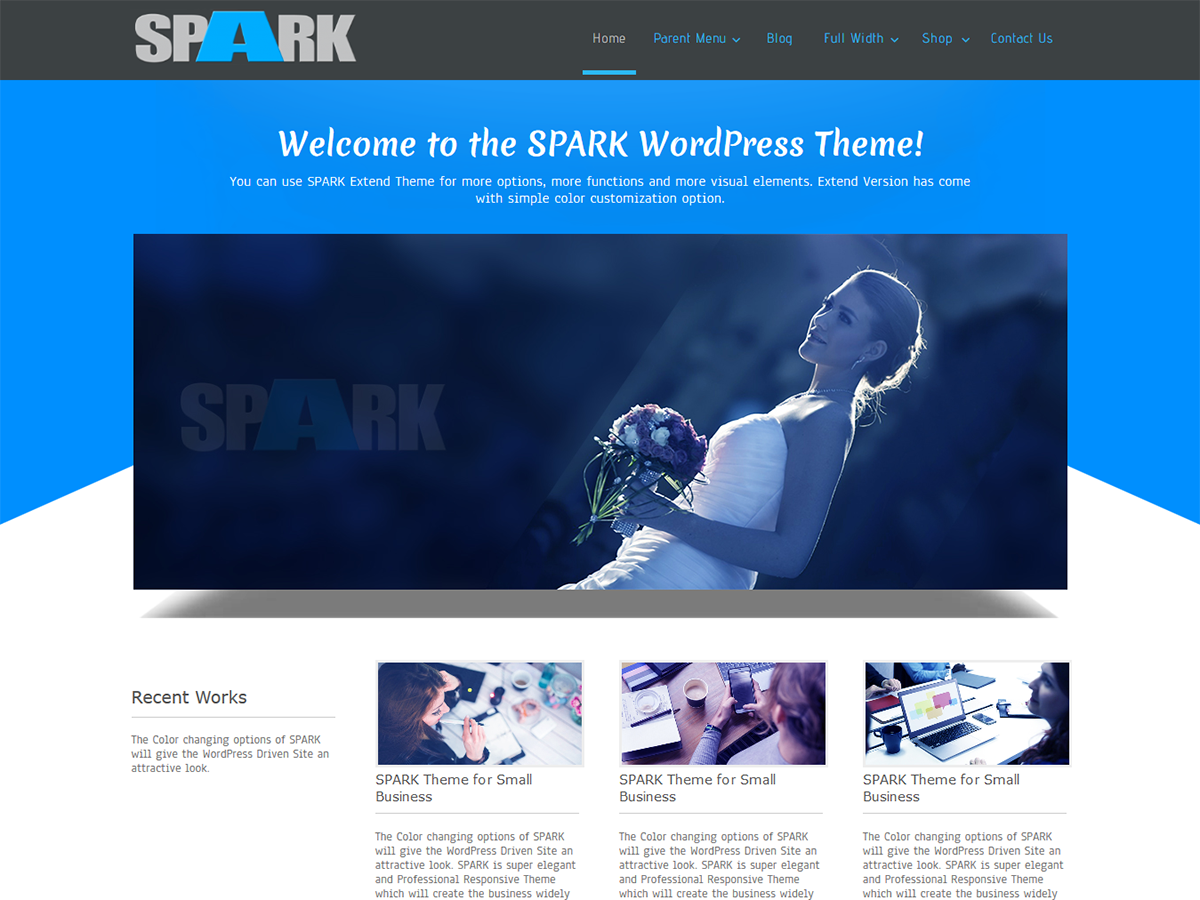 SPARK
Home
Parent Menu
Blog
Full Width
Shop
Contact Us
Welcome to the SPARK WordPress Theme!
You can use SPARK Extend Theme for more options, more functions and more visual elements. Extend Version has come
with simple color customization option.
SPARK
Recent Works
The Color changing options of SPARK
will give the WordPress Driven Site an
attractive look.
SPARK Theme for Small
Business
The Color changing options of SPARK
will give the WordPress Driven Site an
attractive look. SPARK is super elegant
and Professional Responsive Theme
which will create the business widely
SPARK Theme for Small
Business
The Color changing options of SPARK
will give the WordPress Driven Site an
attractive look. SPARK is super elegant
and Professional Responsive Theme
which will create the business widely
SPARK Theme for Small
Business
The Color changing options of SPARK
will give the WordPress Driven Site an
attractive look. SPARK is super elegant
and Professional Responsive Theme
which will create the business widely